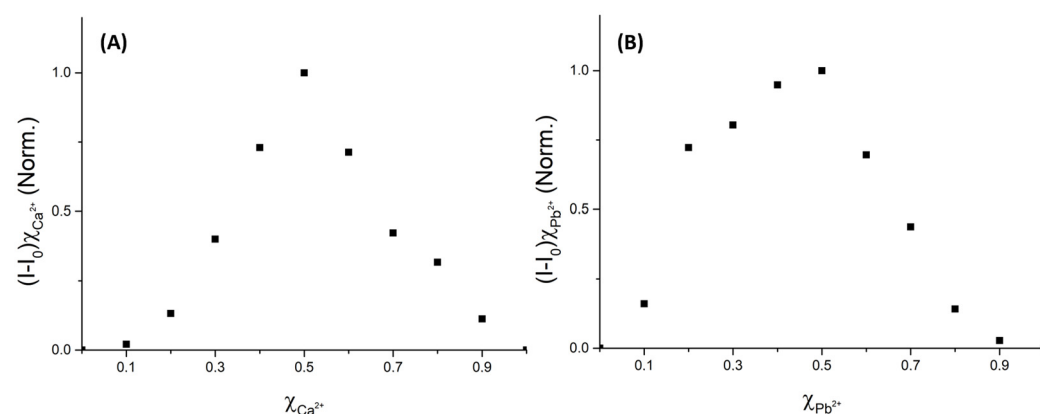 (A)
(I-I₀)χCa²⁺ (Norm.)
1.0
0.5
0.0
0.1 0.3 0.5 0.7 0.9
χCa²⁺
(B)
(I-I₀)χPb²⁺ (Norm.)
1.0
0.5
0.0
0.1 0.3 0.5 0.7 0.9
χPb²⁺